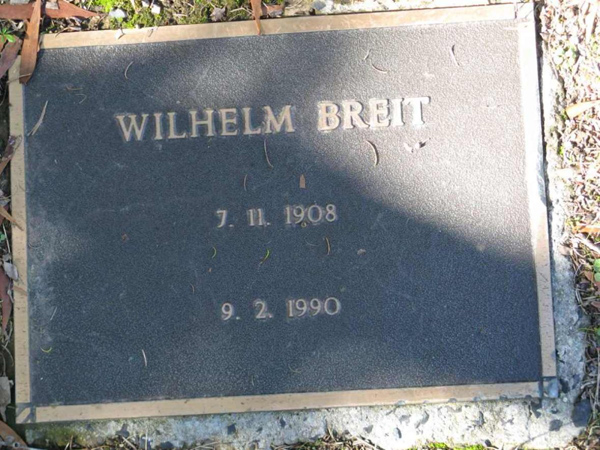 WILHELM BREIT
7. 11. 1908
9. 2. 1990